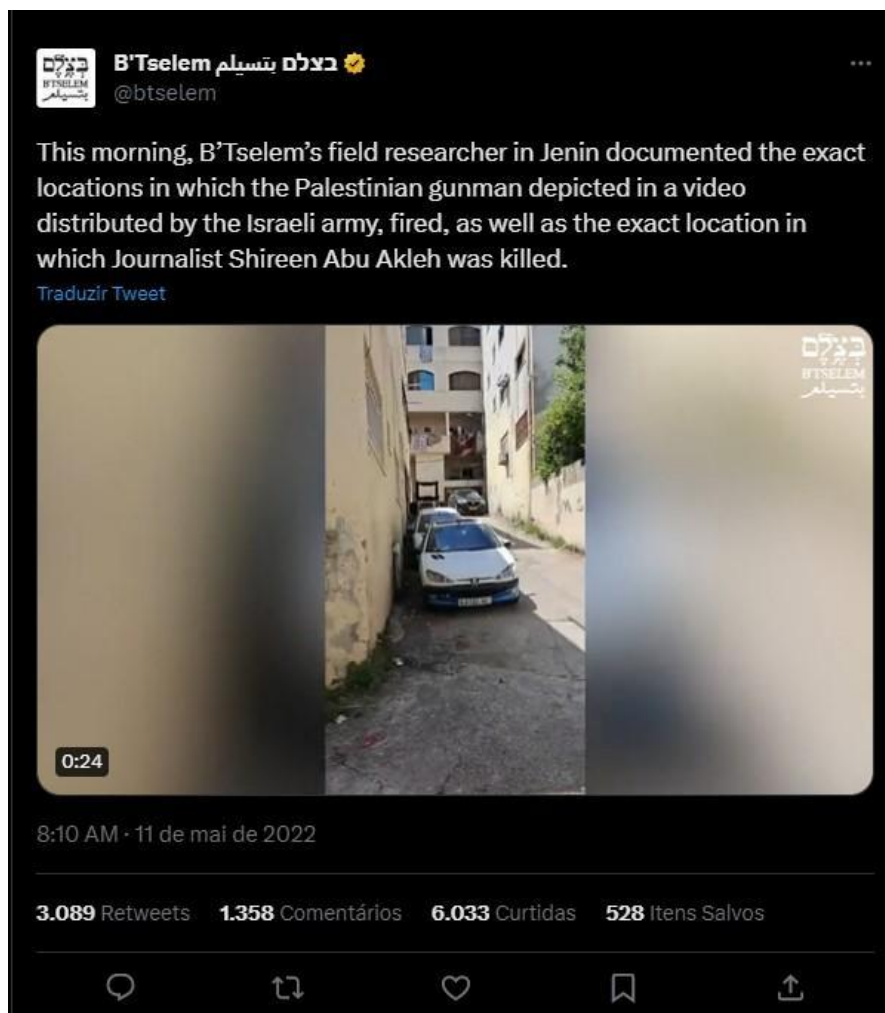 בצלם
B'TSELEM
بتسيلم
B'Tselem בצלם بتسيلم
@btselem
This morning, B’Tselem’s field researcher in Jenin documented the exact
locations in which the Palestinian gunman depicted in a video
distributed by the Israeli army, fired, as well as the exact location in
which Journalist Shireen Abu Akleh was killed.
Traduzir Tweet
בצלם
B'TSELEM
بتسيلم
0:24
8:10 AM · 11 de mai de 2022
3.089 Retweets 1.358 Comentários 6.033 Curtidas 528 Itens Salvos